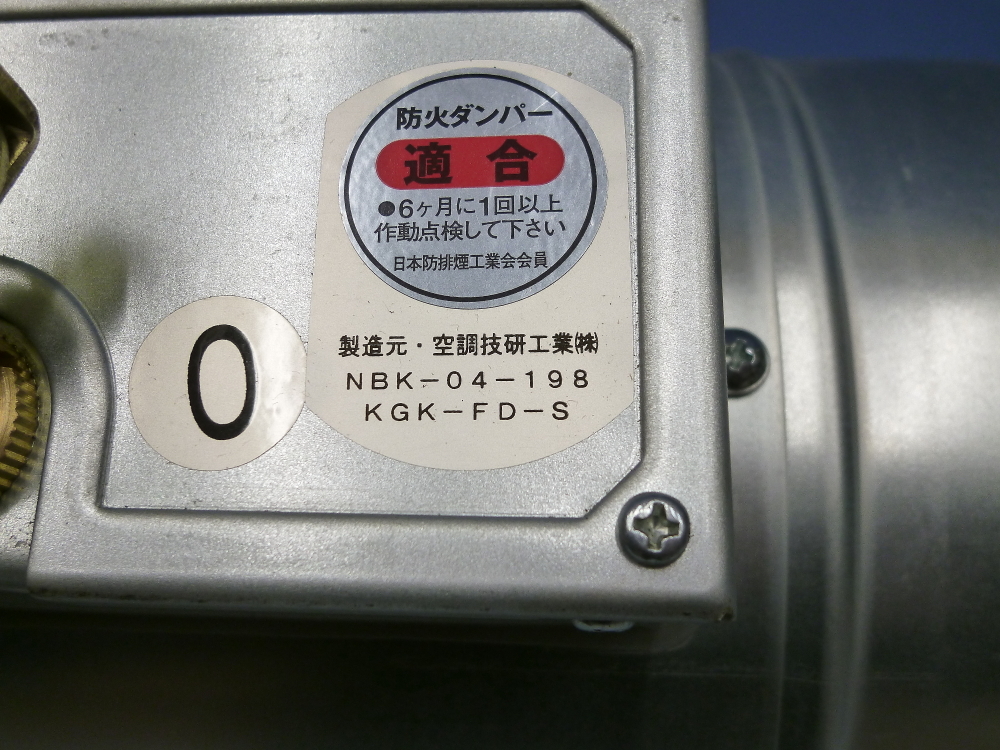 防火ダンパー
適合
●6ヶ月に1回以上
作動点検して下さい
日本防排煙工業会会員
製造元・空調技研工業㈱
NBK-04-198
KGK-FD-S
0